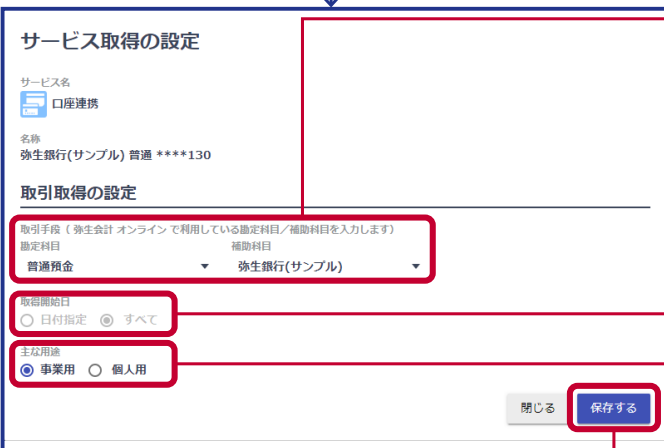 サービス取得の設定
サービス名
口座連携
名称
弥生銀行(サンプル) 普通 ****130
取引取得の設定
取引手段（ 弥生会計 オンライン で利用している勘定科目／補助科目を入力します）
勘定科目 補助科目
普通預金 弥生銀行(サンプル)
取得開始日
日付指定 すべて
主な用途
事業用 個人用
閉じる 保存する